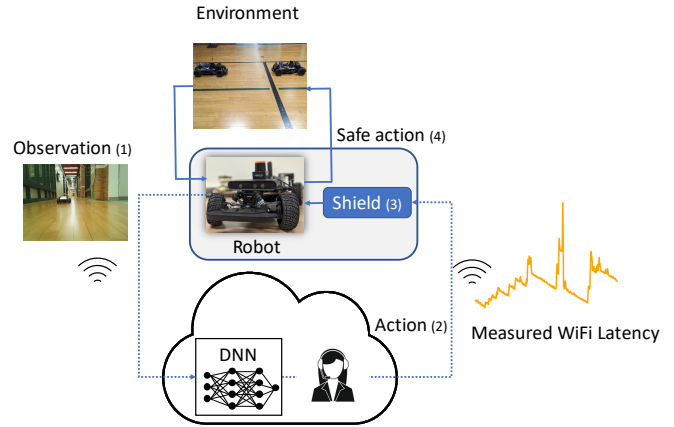 Environment
Safe action (4)
Observation (1)
Shield (3)
Robot
Action (2)
Measured WiFi Latency
DNN